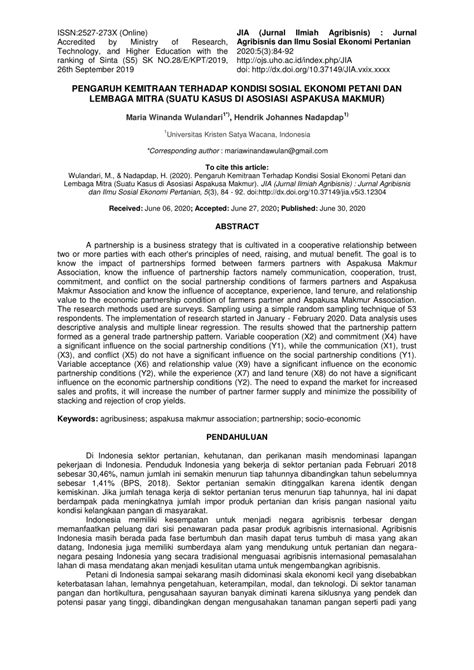 ISSN:2527-273X (Online)
Accredited by Ministry of Research,
Technology, and Higher Education with the
ranking of Sinta (S5) SK NO.28/E/KPT/2019,
26th September 2019
JIA (Jurnal Ilmiah Agribisnis) : Jurnal
Agribisnis dan Ilmu Sosial Ekonomi Pertanian
2020:5(3):84-92
http://ojs.uho.ac.id/index.php/JIA
doi: http://dx.doi.org/10.37149/JIA.vxix.xxxx
PENGARUH KEMITRAAN TERHADAP KONDISI SOSIAL EKONOMI PETANI DAN
LEMBAGA MITRA (SUATU KASUS DI ASOSIASI ASPAKUSA MAKMUR)
Maria Winanda Wulandari1*), Hendrik Johannes Nadapdap1)
1Universitas Kristen Satya Wacana, Indonesia
*Corresponding author : mariawinandawulan@gmail.com
To cite this article:
Wulandari, M., & Nadapdap, H. (2020). Pengaruh Kemitraan Terhadap Kondisi Sosial Ekonomi Petani dan
Lembaga Mitra (Suatu Kasus di Asosiasi Aspakusa Makmur). JIA (Jurnal Ilmiah Agribisnis) : Jurnal Agribisnis
dan Ilmu Sosial Ekonomi Pertanian, 5(3), 84 - 92. doi:http://dx.doi.org/10.37149/jia.v5i3.12304
Received: June 06, 2020; Accepted: June 27, 2020; Published: June 30, 2020
ABSTRACT
A partnership is a business strategy that is cultivated in a cooperative relationship between
two or more parties with each other's principles of need, raising, and mutual benefit. The goal is to
know the impact of partnerships formed between farmers partners with Aspakusa Makmur
Association, know the influence of partnership factors namely communication, cooperation, trust,
commitment, and conflict on the social partnership conditions of farmers partners and Aspakusa
Makmur Association and know the influence of acceptance, experience, land tenure, and relationship
value to the economic partnership condition of farmers partner and Aspakusa Makmur Association.
The research methods used are surveys. Sampling using a simple random sampling technique of 53
respondents. The implementation of research started in January - February 2020. Data analysis uses
descriptive analysis and multiple linear regression. The results showed that the partnership pattern
formed as a general trade partnership pattern. Variable cooperation (X2) and commitment (X4) have
a significant influence on the social partnership conditions (Y1), while the communication (X1), trust
(X3), and conflict (X5) do not have a significant influence on the social partnership conditions (Y1).
Variable acceptance (X6) and relationship value (X9) have a significant influence on the economic
partnership conditions (Y2), while the experience (X7) and land tenure (X8) do not have a significant
influence on the economic partnership conditions (Y2). The need to expand the market for increased
sales and profits, it will increase the number of partner farmer supply and minimize the possibility of
stacking and rejection of crop yields.
Keywords: agribusiness; aspakusa makmur association; partnership; socio-economic
PENDAHULUAN
Di Indonesia sektor pertanian, kehutanan, dan perikanan masih mendominasi lapangan
pekerjaan di Indonesia. Penduduk Indonesia yang bekerja di sektor pertanian pada Februari 2018
sebesar 30,46%, namun jumlah ini semakin menurun tiap tahunnya dibandingkan tahun sebelumnya
sebesar 1,41% (BPS, 2018). Sektor pertanian semakin ditinggalkan karena identik dengan
kemiskinan. Jika jumlah tenaga kerja di sektor pertanian terus menurun tiap tahunnya, hal ini dapat
berdampak pada meningkatnya jumlah impor produk pertanian dan krisis pangan nasional yaitu
kondisi kelangkaan pangan di masyarakat.
Indonesia memiliki kesempatan untuk menjadi negara agribisnis terbesar dengan
memanfaatkan peluang dari sisi penawaran pada pasar produk agribisnis internasional. Agribisnis
Indonesia masih berada pada fase bertumbuh dan masih dapat terus tumbuh di masa yang akan
datang, Indonesia juga memiliki sumberdaya alam yang mendukung untuk pertanian dan negara-
negara pesaing Indonesia yang secara tradisional menguasai agribisnis internasional pemasalahan
lahan di masa mendatang akan menjadi kesulitan utama untuk mengembangkan agribisnis.
Petani di Indonesia sampai sekarang masih didominasi skala ekonomi kecil yang disebabkan
keterbatasan lahan, lemahnya pengetahuan, keterampilan, modal, dan teknologi. Di sektor tanaman
pangan dan hortikultura, pengusahaan sayuran banyak diminati karena siklusnya yang pendek dan
potensi pasar yang tinggi, dibandingkan dengan mengusahakan tanaman pangan seperti padi yang